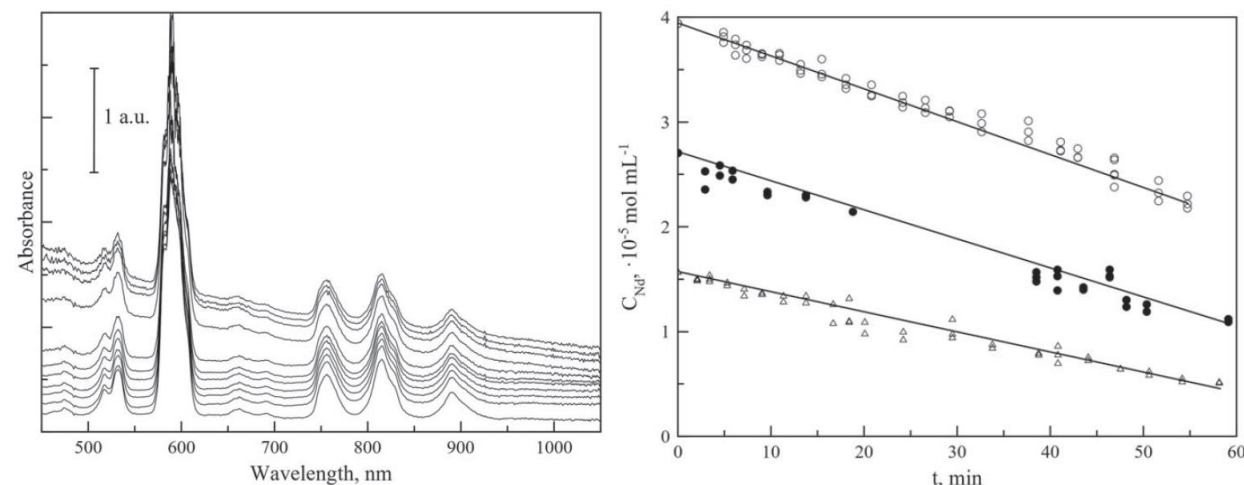 Absorbance
1 a.u.
500 600 700 800 900 1000
Wavelength, nm
C_Nd, ·10⁻⁵ mol mL⁻¹
4
3
2
1
0
0 10 20 30 40 50 60
t, min